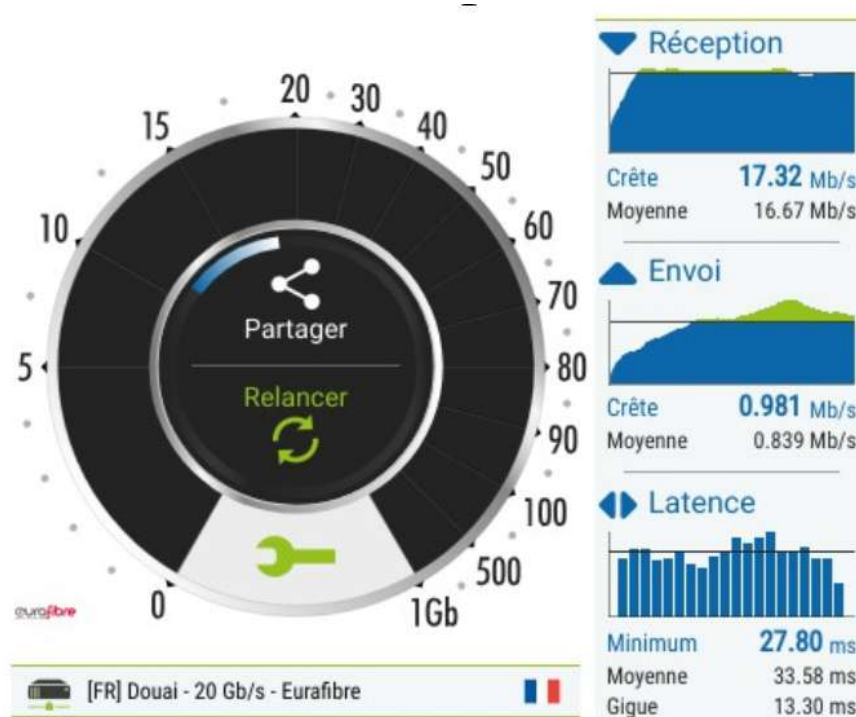 20
30
15
40
50
10
60
70
5
80
90
100
500
0
1Gb
Partager
Relancer
eurafibre
[FR] Douai - 20 Gb/s - Eurafibre
Réception
Crête 17.32 Mb/s
Moyenne 16.67 Mb/s
Envoi
Crête 0.981 Mb/s
Moyenne 0.839 Mb/s
Latence
Minimum 27.80 ms
Moyenne 33.58 ms
Gigue 13.30 ms